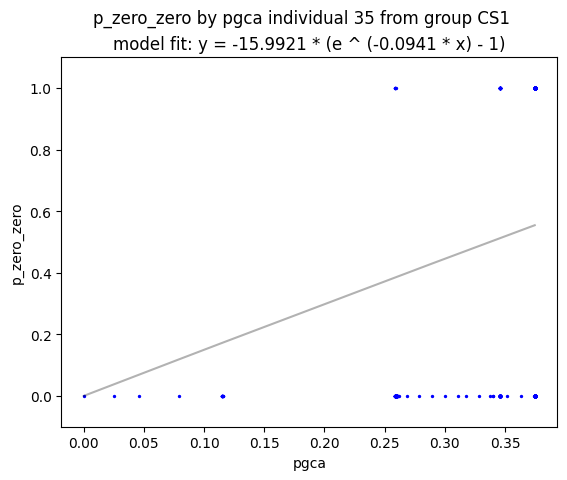 p_zero_zero by pgca individual 35 from group CS1
model fit: y = -15.9921 * (e ^ (-0.0941 * x) - 1)
1.0
0.8
0.6
0.4
0.2
0.0
p_zero_zero
0.00 0.05 0.10 0.15 0.20 0.25 0.30 0.35
pgca